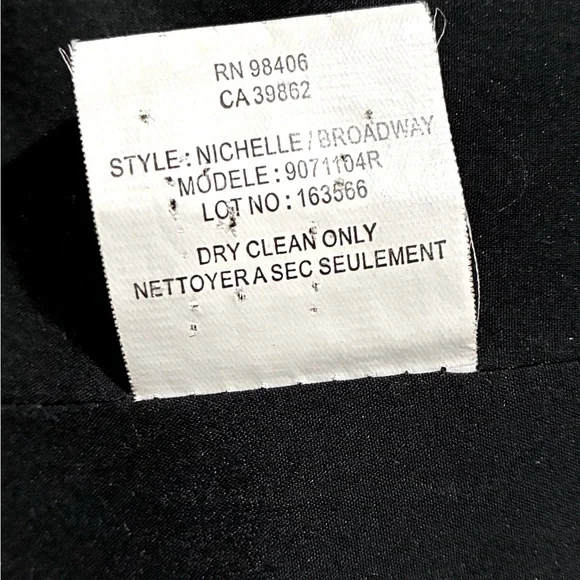 RN 98406
CA 39862
STYLE: NICHELLE / BROADWAY
MODELE: 9071104R
LOT NO: 163566
DRY CLEAN ONLY
NETTOYER A SEC SEULEMENT